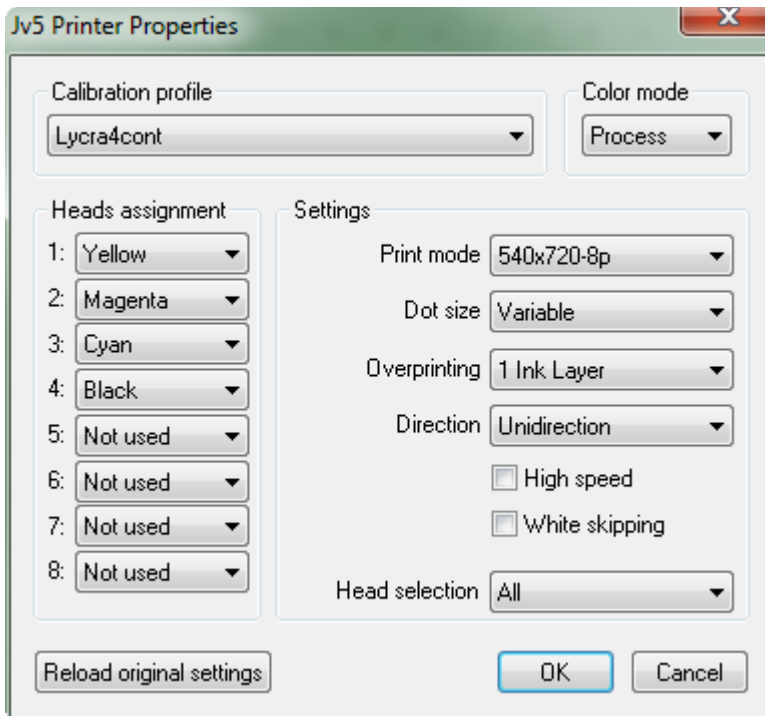 Jv5 Printer Properties
Calibration profile
Lycra4cont
Color mode
Process
Heads assignment
1: Yellow
2: Magenta
3: Cyan
4: Black
5: Not used
6: Not used
7: Not used
8: Not used
Settings
Print mode 540x720-8p
Dot size Variable
Overprinting 1 Ink Layer
Direction Unidirection
High speed
White skipping
Head selection All
Reload original settings
OK
Cancel